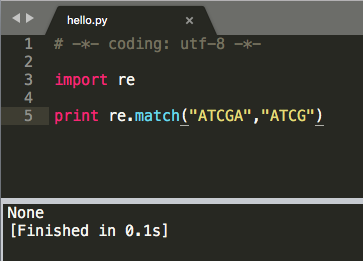 hello.py ×
1 # -*- coding: utf-8 -*-
2
3 import re
4
5 print re.match("ATCGA","ATCG")
None
[Finished in 0.1s]